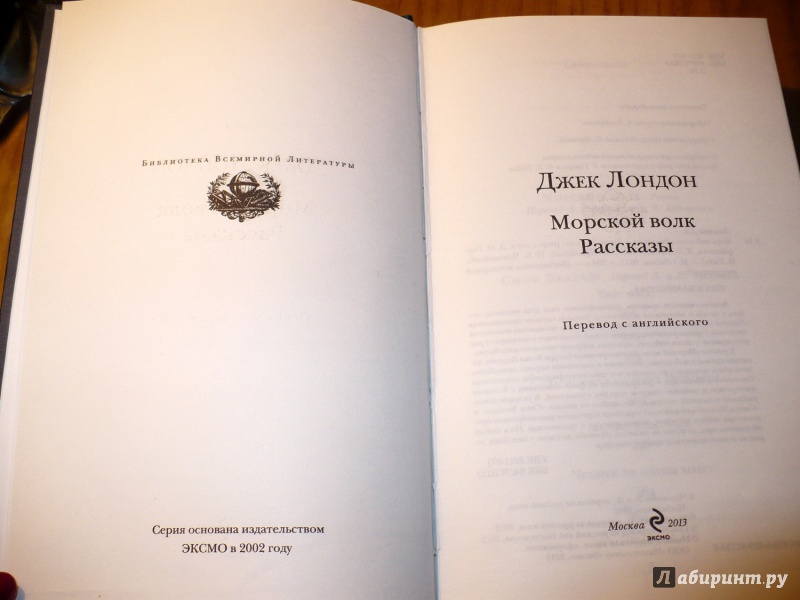 Библиотека Всемирной Литературы
Серия основана издательством
ЭКСМО в 2002 году
Джек Лондон
Морской волк
Рассказы
Перевод с английского
Москва 2013
ЭКСМО
Лабиринт.ру